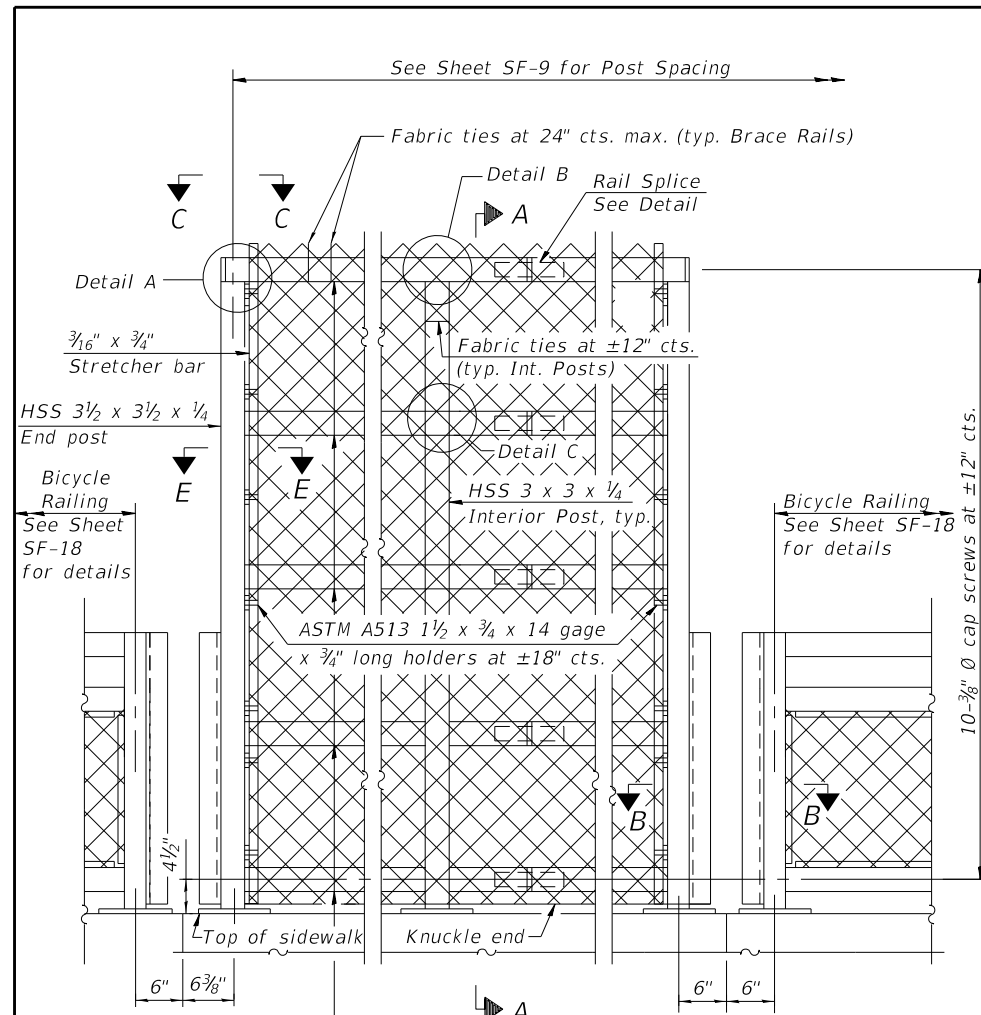 See Sheet SF-9 for Post Spacing
Fabric ties at 24" cts. max. (typ. Brace Rails)
Detail B
Rail Splice
See Detail
C
C
A
Detail A
3/16" x 3/4"
Stretcher bar
Fabric ties at ±12" cts.
(typ. Int. Posts)
HSS 3½ x 3½ x ¼
End post
Detail C
E
E
HSS 3 x 3 x ¼
Interior Post, typ.
Bicycle
Railing
See Sheet
SF-18
for details
Bicycle Railing
See Sheet SF-18
for details
10-3/8" Ø cap screws at ±12" cts.
ASTM A513 1½ x ¾ x 14 gage
x ¾" long holders at ±18" cts.
B
B
4½"
Top of sidewalk
Knuckle end
6"
6⅜"
6"
6"
A